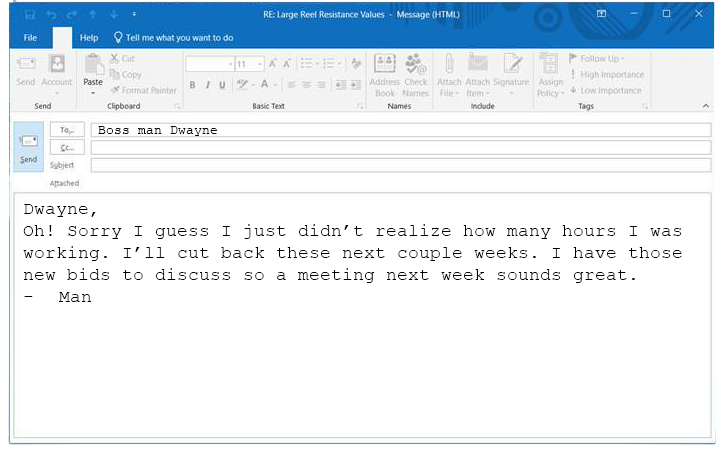 RE: Large Reel Resistance Values - Message (HTML)
File Help Tell me what you want to do
Cut
11
Follow Up
Copy
High Importance
Send Account Paste Format Painter B I U A Address Check Attach Attach Signature Assign Low Importance
Book Names File Item Policy
Send Clipboard Basic Text Names Include Tags
To... Boss man Dwayne
Cc...
Send Subject
Attached
Dwayne,
Oh! Sorry I guess I just didn’t realize how many hours I was
working. I’ll cut back these next couple weeks. I have those
new bids to discuss so a meeting next week sounds great.
- Man